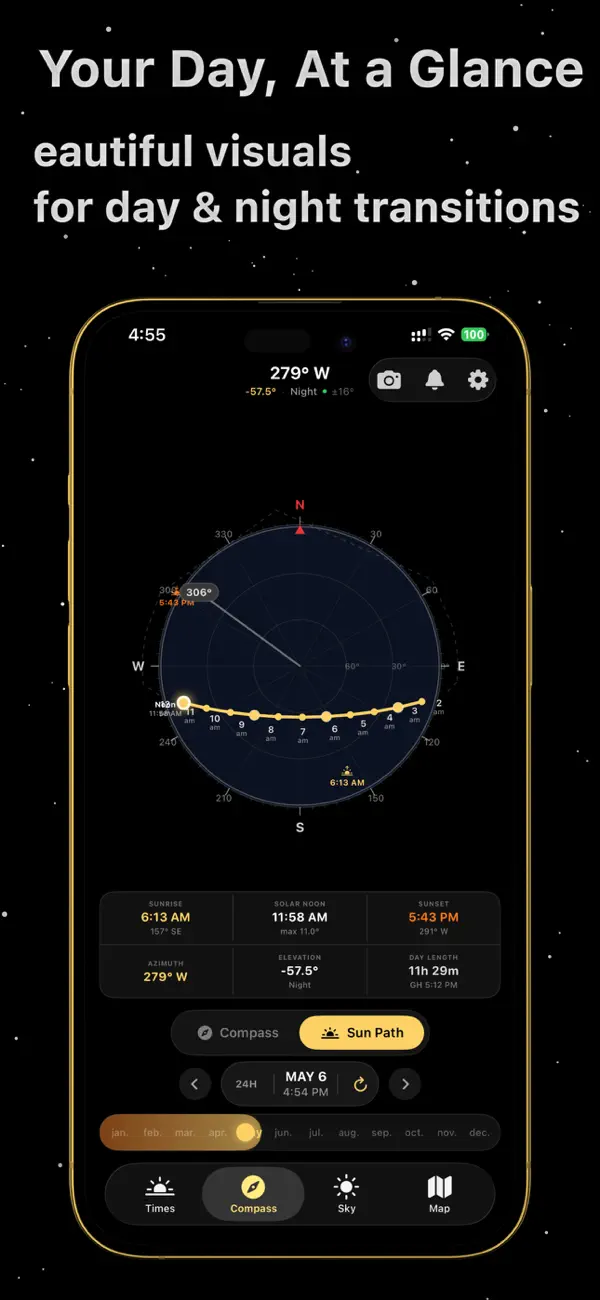 Your Day, At a Glance
eautiful visuals
for day & night transitions
4:55
100
279° W
-57.5° · Night • ±16°
N
330
30
300
306°
5:43 PM
60
W
60°
30°
0°
E
Noon
11:58 AM
11
am
10
am
9
am
8
am
7
am
6
am
5
am
4
am
3
am
2
am
240
120
6:13 AM
210
150
S
SUNRISE
6:13 AM
157° SE
SOLAR NOON
11:58 AM
max 11.0°
SUNSET
5:43 PM
291° W
AZIMUTH
279° W
ELEVATION
-57.5°
Night
DAY LENGTH
11h 29m
GH 5:12 PM
Compass
Sun Path
24H
MAY 6
4:54 PM
jan. feb. mar. apr. y jun. jul. aug. sep. oct. nov. dec.
Times
Compass
Sky
Map